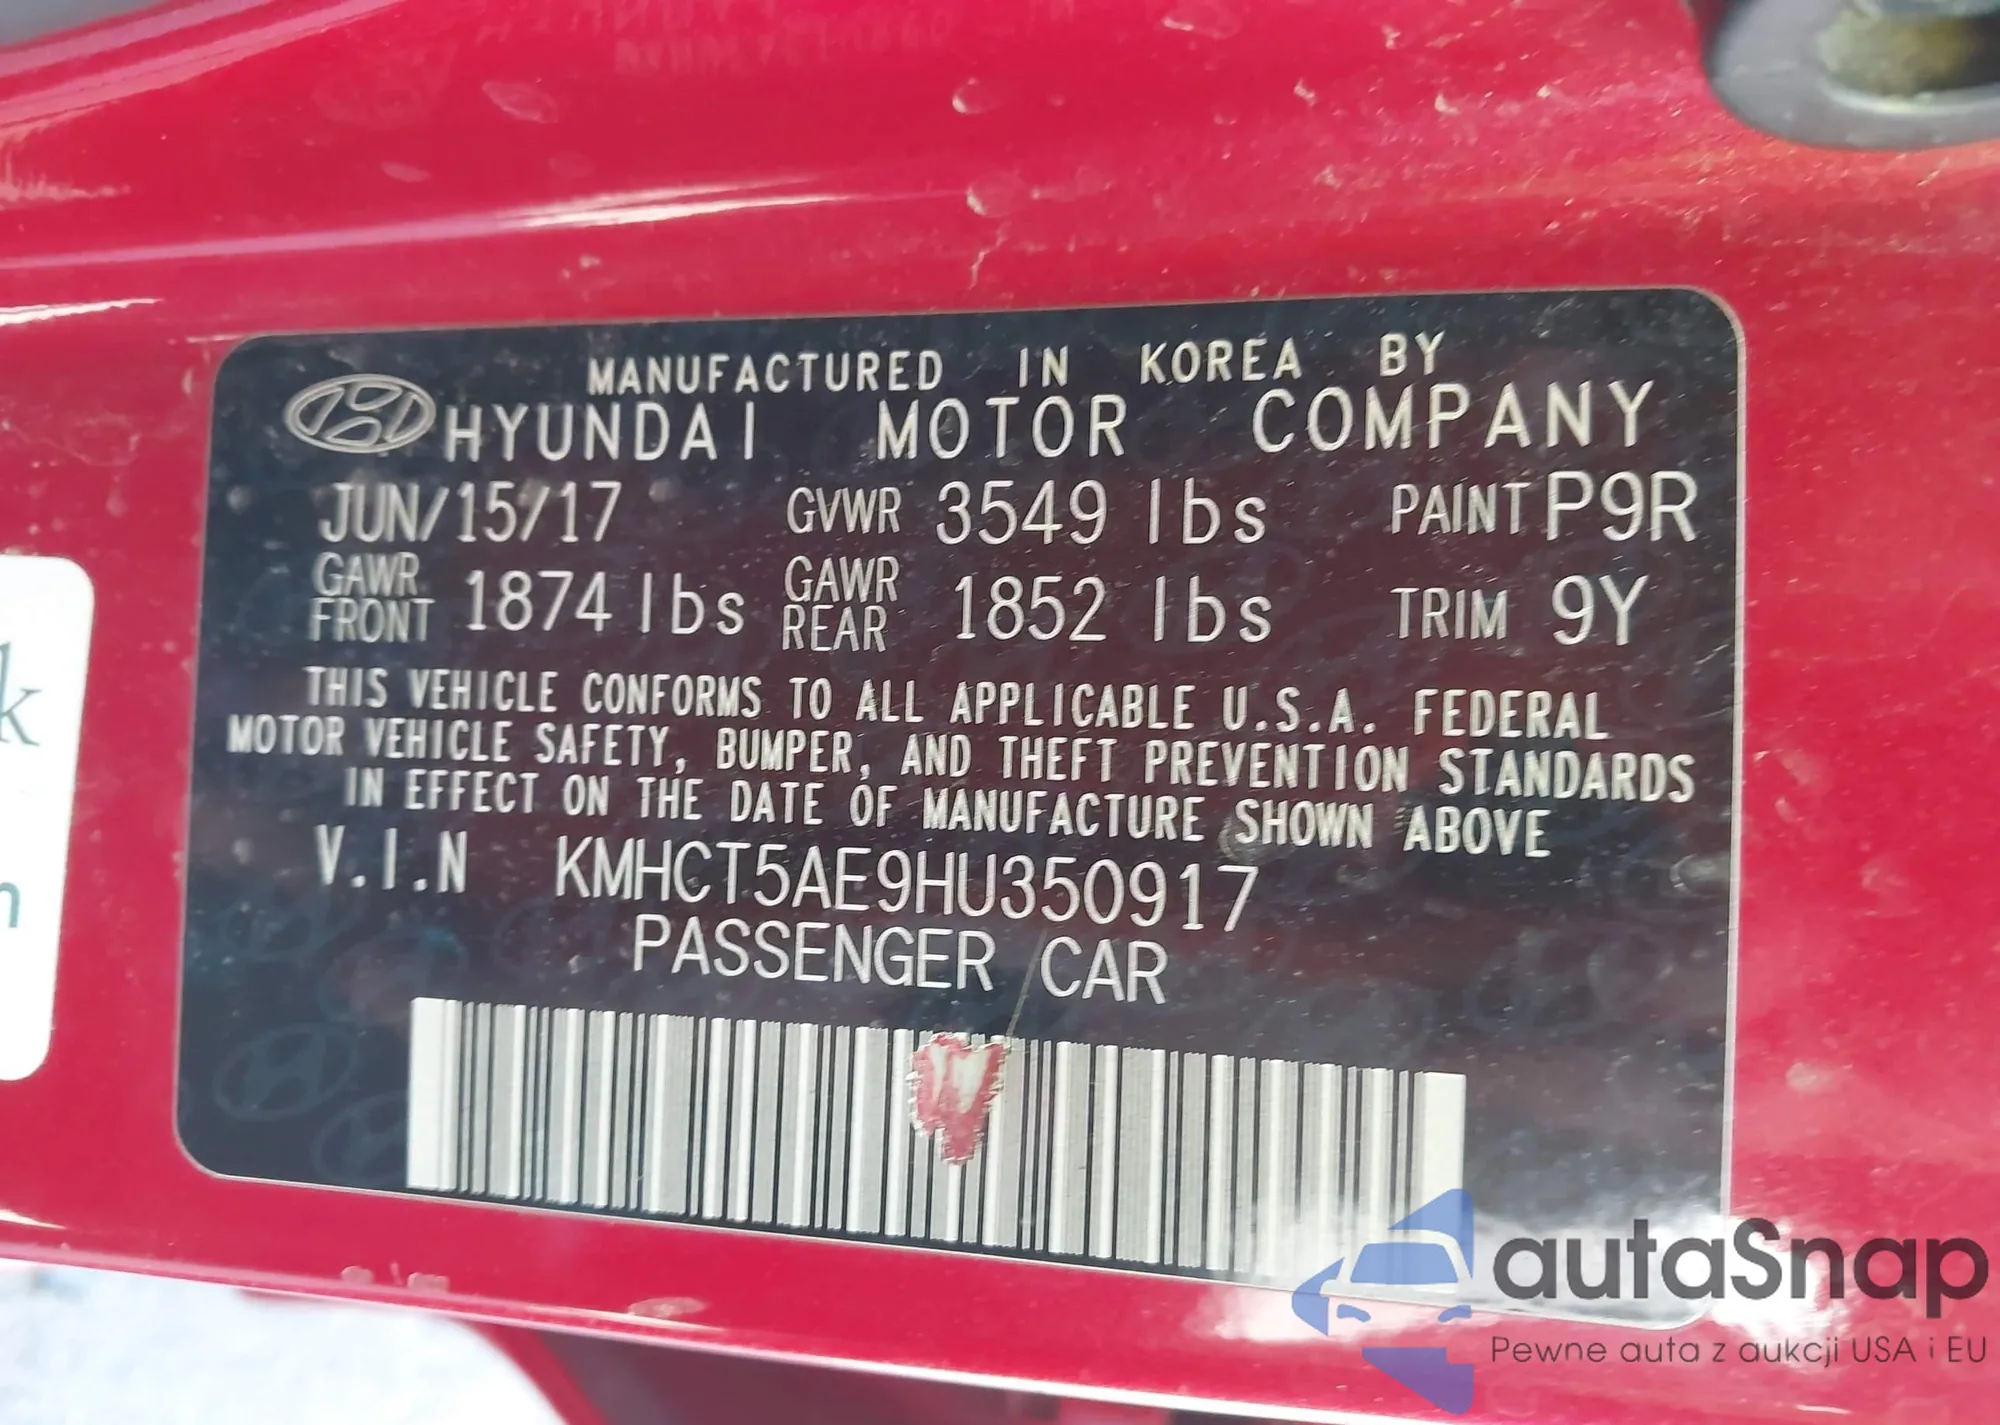 MANUFACTURED IN KOREA BY
HYUNDAI MOTOR COMPANY
JUN/15/17 GVWR 3549 lbs PAINT P9R
GAWR FRONT 1874 lbs GAWR REAR 1852 lbs TRIM 9Y
THIS VEHICLE CONFORMS TO ALL APPLICABLE U.S.A. FEDERAL
MOTOR VEHICLE SAFETY, BUMPER, AND THEFT PREVENTION STANDARDS
IN EFFECT ON THE DATE OF MANUFACTURE SHOWN ABOVE
V.I.N KMHCT5AE9HU350917
PASSENGER CAR
autaSnap
Pewne auta z aukcji USA i EU